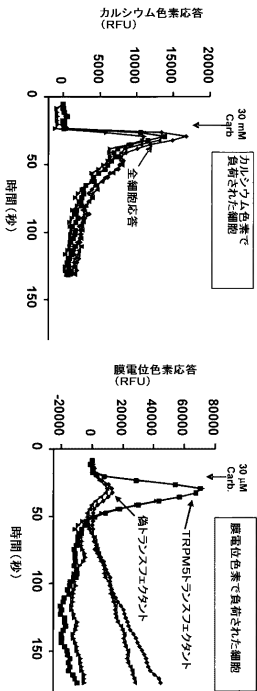 カルシウム色素応答
(RFU)
20000
15000
10000
5000
0
0
50
100
150
時間(秒)
30 mM
Carb
カルシウム色素で
負荷された細胞
全細胞応答
膜電位色素応答
(RFU)
80000
60000
40000
20000
0
-20000
0
50
100
150
時間(秒)
30 μM
Carb.
膜電位色素で負荷された細胞
TRPM5トランスフェクタント
偽トランスフェクタント